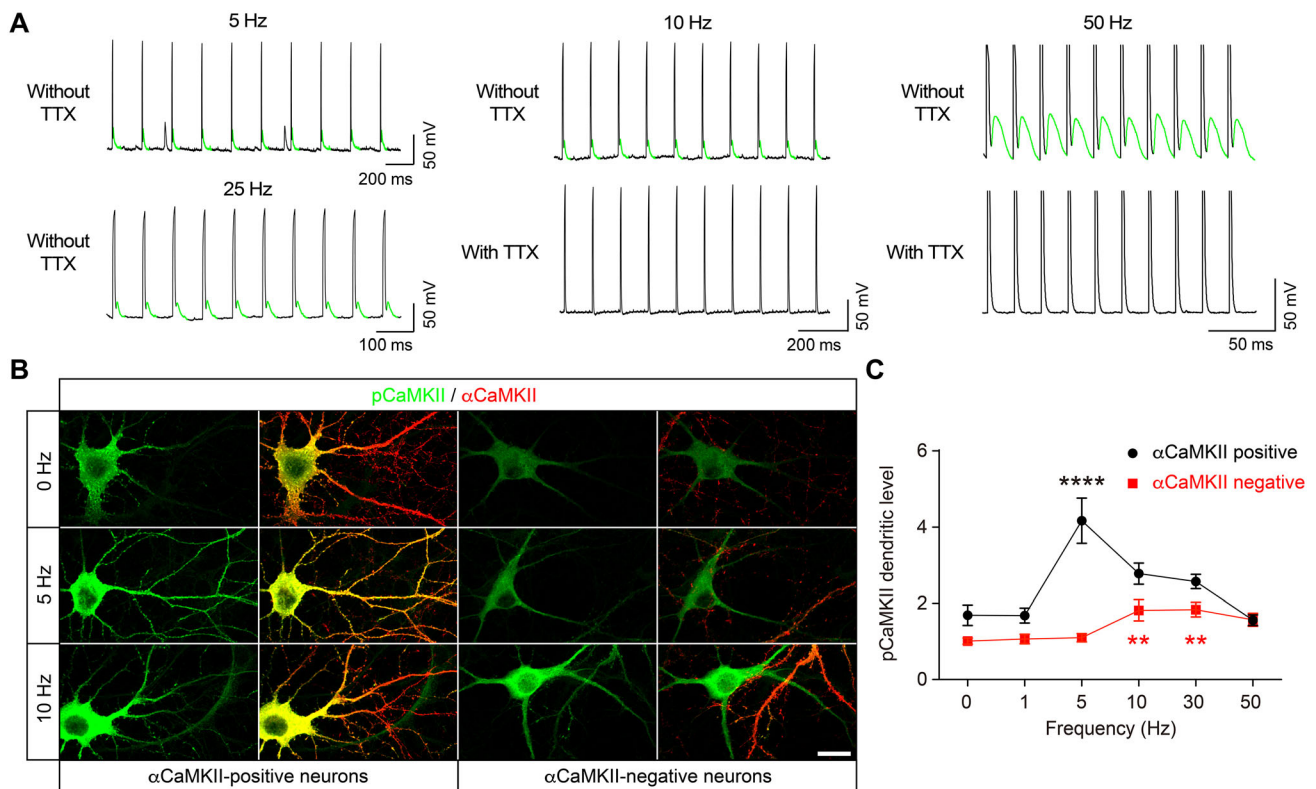 A
5 Hz
Without
TTX
50 mV
200 ms
10 Hz
Without
TTX
50 mV
50 Hz
Without
TTX
25 Hz
Without
TTX
50 mV
100 ms
With TTX
50 mV
200 ms
With TTX
50 mV
50 ms
B
pCaMKII / αCaMKII
0 Hz
5 Hz
10 Hz
αCaMKII-positive neurons
αCaMKII-negative neurons
C
αCaMKII positive
αCaMKII negative
****
** **
pCaMKII dendritic level
6
4
2
0
0 1 5 10 30 50
Frequency (Hz)